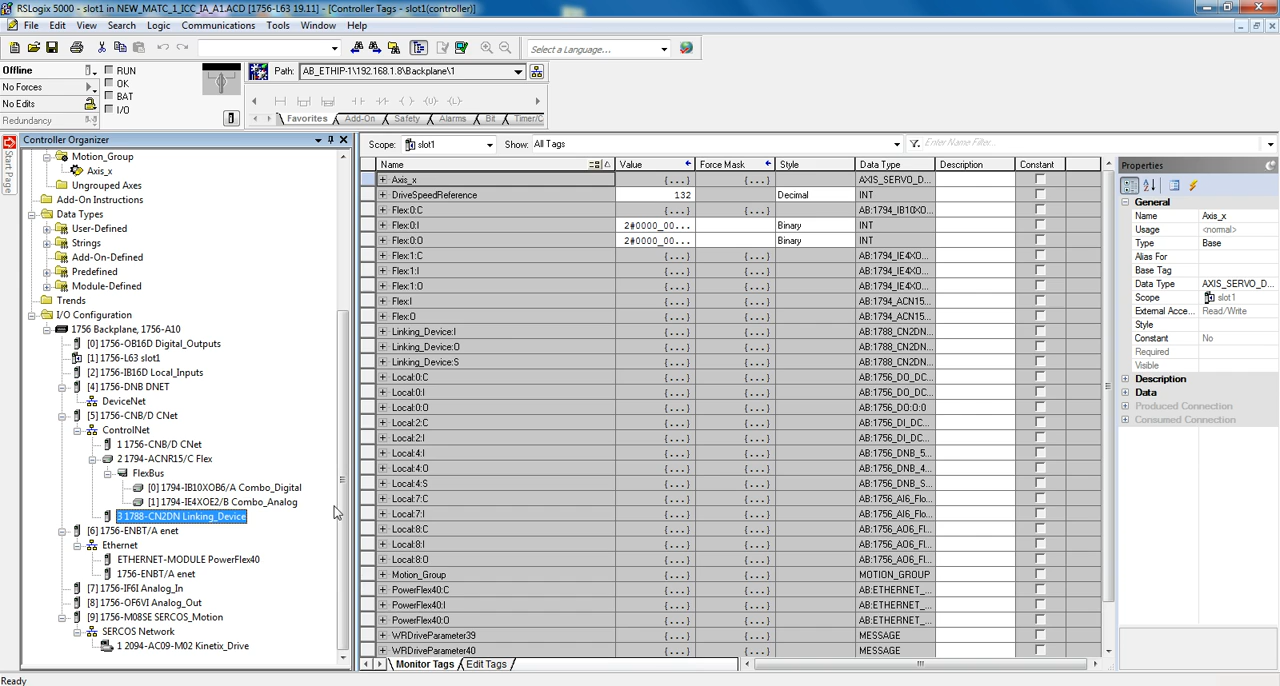 RSLogix 5000 - slot1 in NEW_MATC_1_ICC_IA_A1.ACD [1756-L63 19.11] - [Controller Tags - slot1(controller)]
File Edit View Search Logic Communications Tools Window Help
Select a Language...
Offline
RUN
No Forces
OK
No Edits
BAT
Redundancy
I/O
Path: AB_ETHIP-1\192.168.1.8\Backplane\1
Favorites Add-On Safety Alarms Bit Timer/C
Start Page
Controller Organizer
Motion_Group
Axis_x
Ungrouped Axes
Add-On Instructions
Data Types
User-Defined
Strings
Add-On-Defined
Predefined
Module-Defined
Trends
I/O Configuration
1756 Backplane, 1756-A10
[0] 1756-OB16D Digital_Outputs
[1] 1756-L63 slot1
[2] 1756-IB16D Local_Inputs
[4] 1756-DNB DNET
DeviceNet
[5] 1756-CNB/D CNet
ControlNet
1 1756-CNB/D CNet
2 1794-ACNR15/C Flex
FlexBus
[0] 1794-IB10XOB6/A Combo_Digital
[1] 1794-IE4XOE2/B Combo_Analog
3 1788-CN2DN Linking_Device
[6] 1756-ENBT/A enet
Ethernet
ETHERNET-MODULE PowerFlex40
1756-ENBT/A enet
[7] 1756-IF6I Analog_In
[8] 1756-OF6VI Analog_Out
[9] 1756-M08SE SERCOS_Motion
SERCOS Network
1 2094-AC09-M02 Kinetix_Drive
Scope: slot1 Show: All Tags Enter Name Filter...
Name Value Force Mask Style Data Type Description Constant
Axis_x {...} {...} AXIS_SERVO_D...
DriveSpeedReference 132 Decimal INT
Flex:0:C {...} {...} AB:1794_IB10XO...
Flex:0:I 2#0000_00... Binary INT
Flex:0:O 2#0000_00... Binary INT
Flex:1:C {...} {...} AB:1794_IE4XO...
Flex:1:I {...} {...} AB:1794_IE4XO...
Flex:1:O {...} {...} AB:1794_IE4XO...
Flex:I {...} {...} AB:1794_ACN15...
Flex:O {...} {...} AB:1794_ACN15...
Linking_Device:I {...} {...} AB:1788_CN2DN...
Linking_Device:O {...} {...} AB:1788_CN2DN...
Linking_Device:S {...} {...} AB:1788_CN2DN...
Local:0:C {...} {...} AB:1756_DO_DC...
Local:0:I {...} {...} AB:1756_DO_DC...
Local:0:O {...} {...} AB:1756_DO:O:0
Local:2:C {...} {...} AB:1756_DI_DC...
Local:2:I {...} {...} AB:1756_DI_DC...
Local:4:I {...} {...} AB:1756_DNB_5...
Local:4:O {...} {...} AB:1756_DNB_4...
Local:4:S {...} {...} AB:1756_DNB_S...
Local:7:C {...} {...} AB:1756_AI6_Fl...
Local:7:I {...} {...} AB:1756_AI6_Fl...
Local:8:C {...} {...} AB:1756_AO6_Fl...
Local:8:I {...} {...} AB:1756_AO6_Fl...
Local:8:O {...} {...} AB:1756_AO6_Fl...
Motion_Group {...} {...} MOTION_GROUP
PowerFlex40:C {...} {...} AB:ETHERNET_...
PowerFlex40:I {...} {...} AB:ETHERNET_...
PowerFlex40:O {...} {...} AB:ETHERNET_...
WRDriveParameter39 {...} {...} MESSAGE
WRDriveParameter40 {...} {...} MESSAGE
Monitor Tags Edit Tags
Properties
General
Name Axis_x
Usage <normal>
Type Base
Alias For
Base Tag
Data Type AXIS_SERVO_D...
Scope slot1
External Acce... Read/Write
Style
Constant No
Required
Visible
Description
Data
Produced Connection
Consumed Connection
Ready